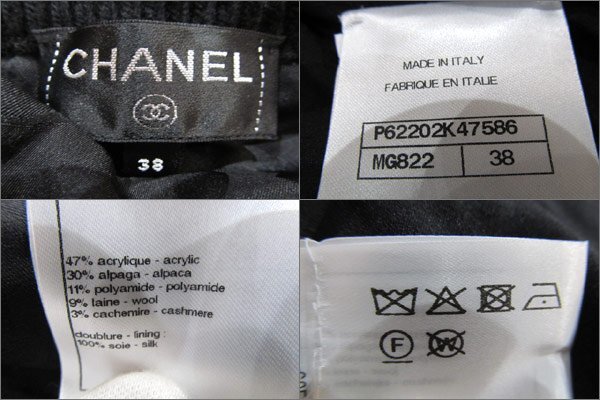 CHANEL
38
MADE IN ITALY
FABRIQUE EN ITALIE
P62202K47586
MG822 38
47% acrylique - acrylic
30% alpaga - alpaca
11% polyamide - polyamide
9% laine - wool
3% cachemire - cashmere
doublure - lining :
100% soie - silk
F W